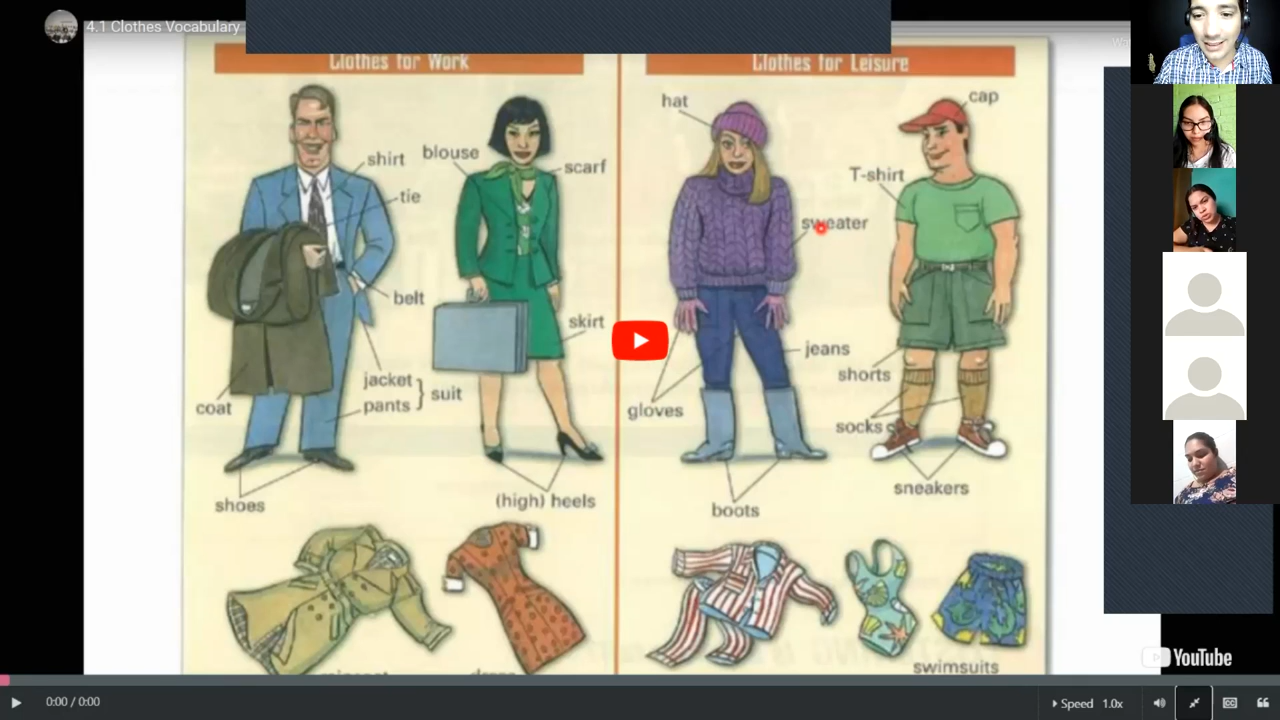 4.1 Clothes Vocabulary
Clothes for Work
Clothes for Leisure
hat
cap
shirt
blouse
scarf
T-shirt
tie
sweater
belt
skirt
jeans
jacket
shorts
pants
suit
coat
gloves
socks
shoes
(high) heels
boots
sneakers
swimsuits
YouTube
0:00 / 0:00
Speed 1.0x
CC